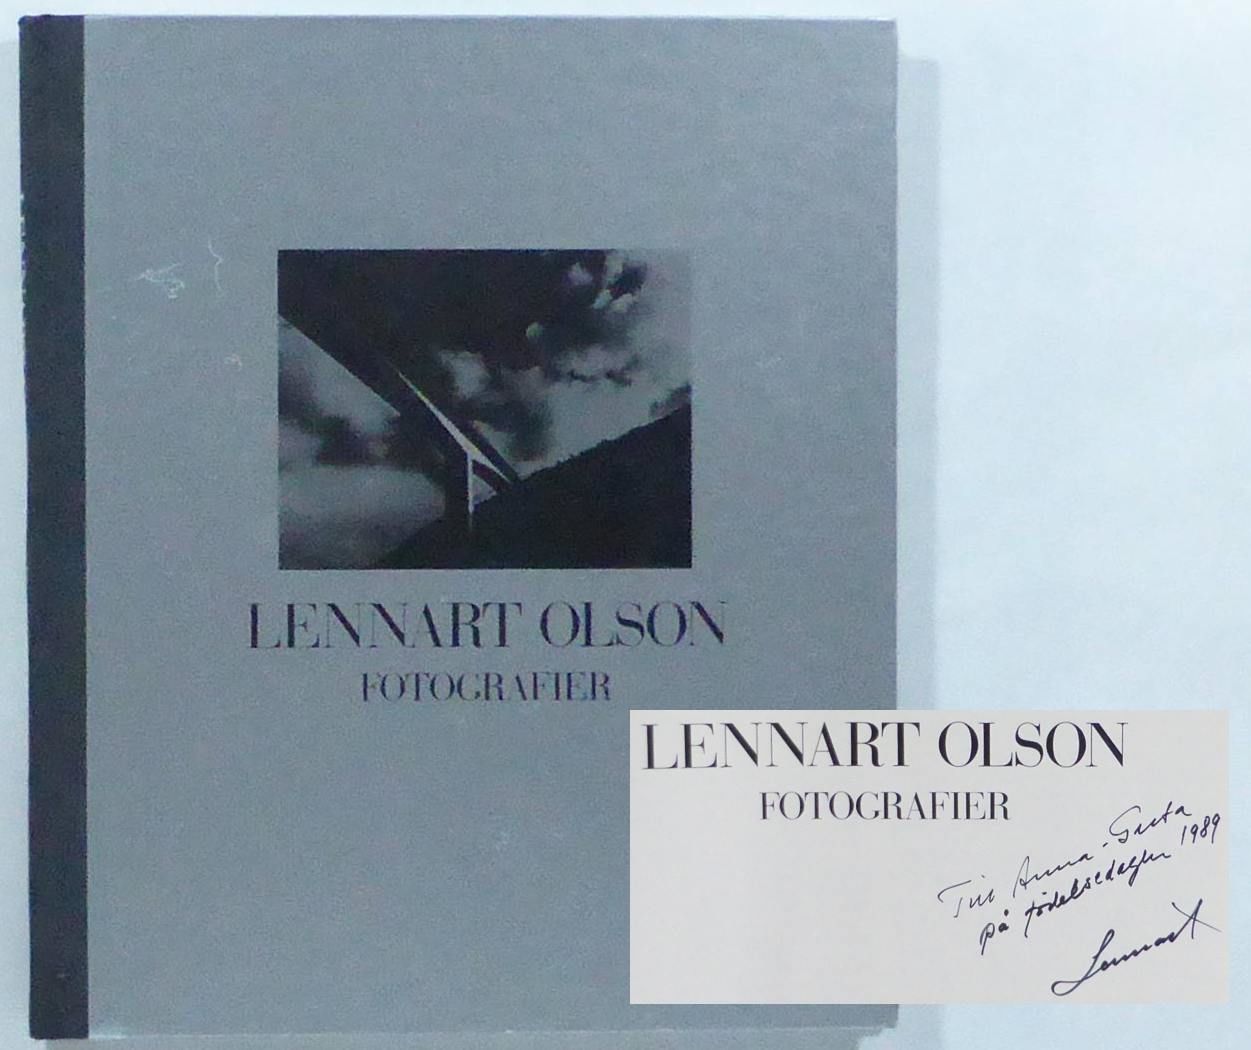 LENNART OLSON
FOTOGRAFIER
LENNART OLSON
FOTOGRAFIER
Till Anna-Greta
på födelsedagen 1989
Lennart